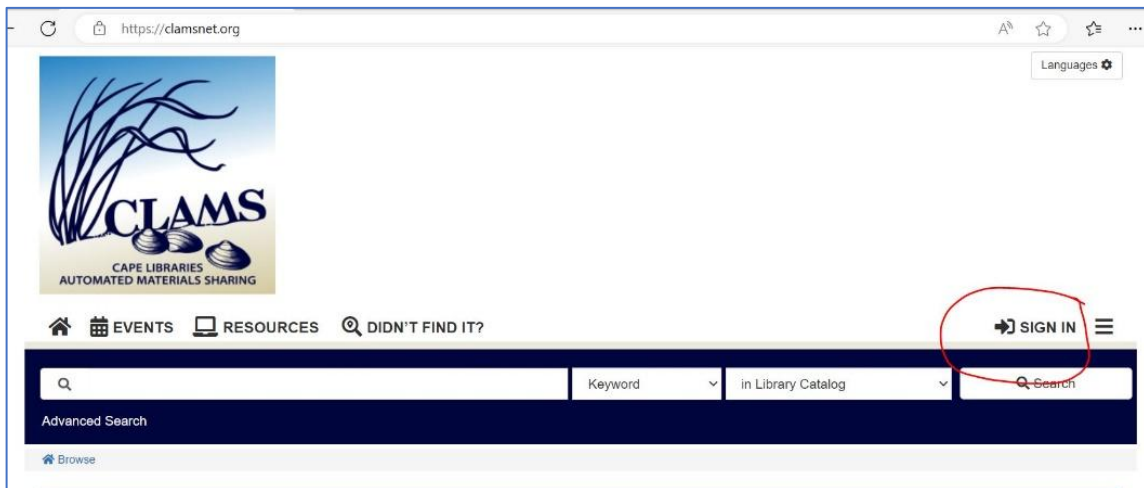 https://clamsnet.org
Languages
CLAMS
CAPE LIBRARIES
AUTOMATED MATERIALS SHARING
EVENTS RESOURCES DIDN'T FIND IT? SIGN IN
Keyword in Library Catalog Search
Advanced Search
Browse